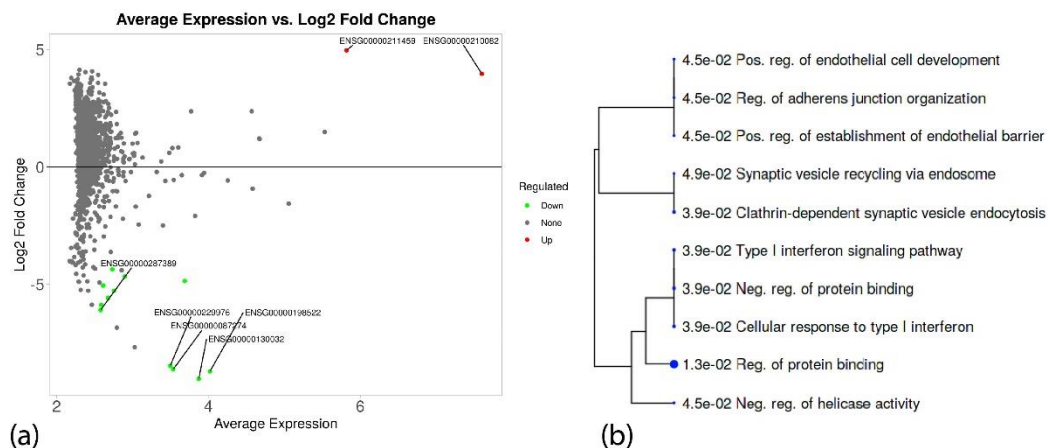 Average Expression vs. Log2 Fold Change
5
0
-5
Log2 Fold Change
ENSG00000211459
ENSG00000210082
ENSG00000287389
ENSG00000229976
ENSG00000087274
ENSG00000198522
ENSG00000130032
2
4
6
Average Expression
Regulated
Down
None
Up
(a)
4.5e-02 Pos. reg. of endothelial cell development
4.5e-02 Reg. of adherens junction organization
4.5e-02 Pos. reg. of establishment of endothelial barrier
4.9e-02 Synaptic vesicle recycling via endosome
3.9e-02 Clathrin-dependent synaptic vesicle endocytosis
3.9e-02 Type I interferon signaling pathway
3.9e-02 Neg. reg. of protein binding
3.9e-02 Cellular response to type I interferon
1.3e-02 Reg. of protein binding
4.5e-02 Neg. reg. of helicase activity
(b)